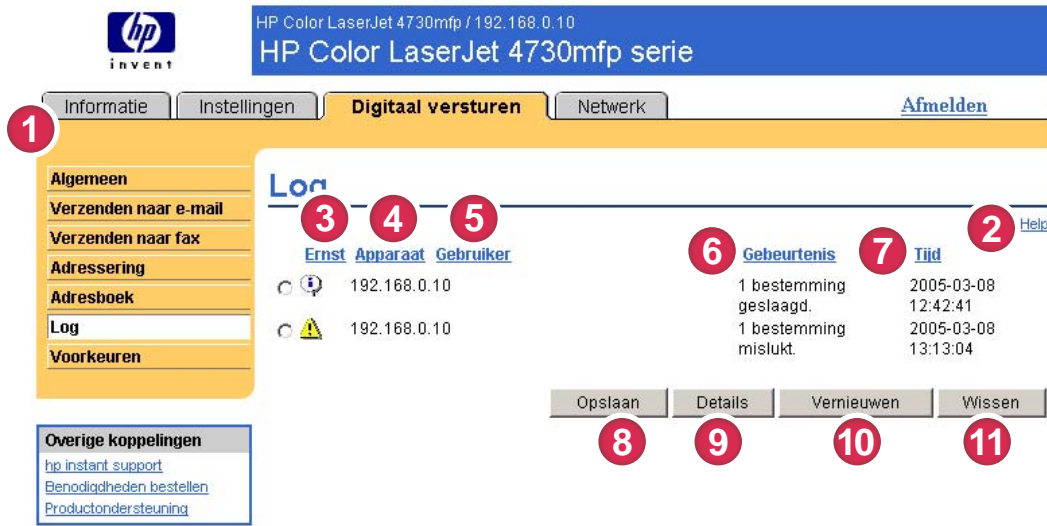 hp
invent
HP Color LaserJet 4730mfp / 192.168.0.10
HP Color LaserJet 4730mfp serie
Informatie Instellingen Digitaal versturen Netwerk Afmelden
1
Algemeen
Verzenden naar e-mail
Verzenden naar fax
Adressering
Adresboek
Log
Voorkeuren
Log
2 Help
3 4 5 6 7
Ernst Apparaat Gebruiker Gebeurtenis Tijd
192.168.0.10 1 bestemming geslaagd. 2005-03-08 12:42:41
192.168.0.10 1 bestemming mislukt. 2005-03-08 13:13:04
Opslaan Details Vernieuwen Wissen
8 9 10 11
Overige koppelingen
hp instant support
Benodigdheden bestellen
Productondersteuning